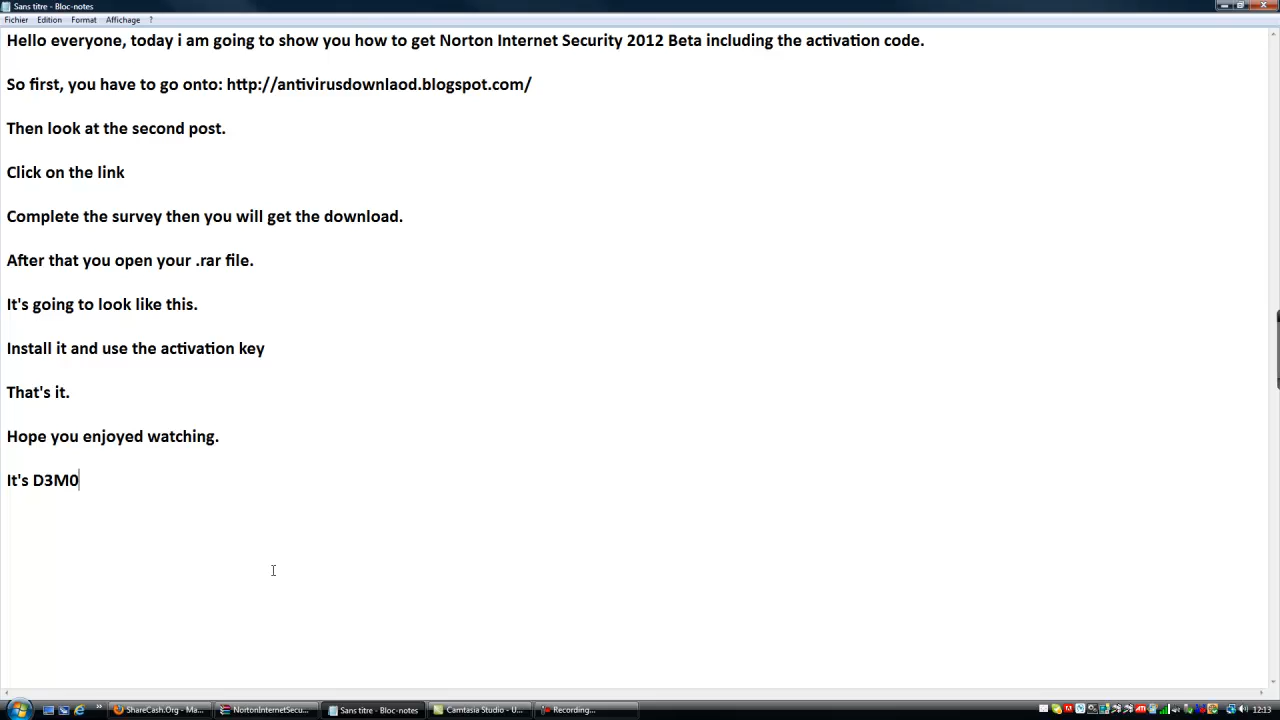 Sans titre - Bloc-notes
Fichier Edition Format Affichage ?
Hello everyone, today i am going to show you how to get Norton Internet Security 2012 Beta including the activation code.
So first, you have to go onto: http://antivirusdownlaod.blogspot.com/
Then look at the second post.
Click on the link
Complete the survey then you will get the download.
After that you open your .rar file.
It's going to look like this.
Install it and use the activation key
That's it.
Hope you enjoyed watching.
It's D3M0
ShareCash.Org - Ma... NortonInternetSecu... Sans titre - Bloc-notes Camtasia Studio - U... Recording... 12:13